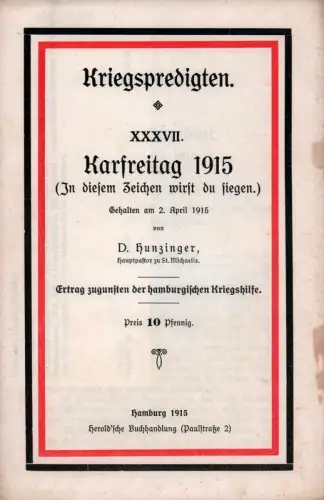 Kriegspredigten.
XXXVII.
Karfreitag 1915
(In diesem Zeichen wirst du siegen.)
Gehalten am 2. April 1915
von
D. Hunzinger,
Hauptpastor zu St. Michaelis.
Ertrag zugunsten der hamburgischen Kriegshilfe.
Preis 10 Pfennig.
Hamburg 1915
Herold'sche Buchhandlung (Paulstraße 2)